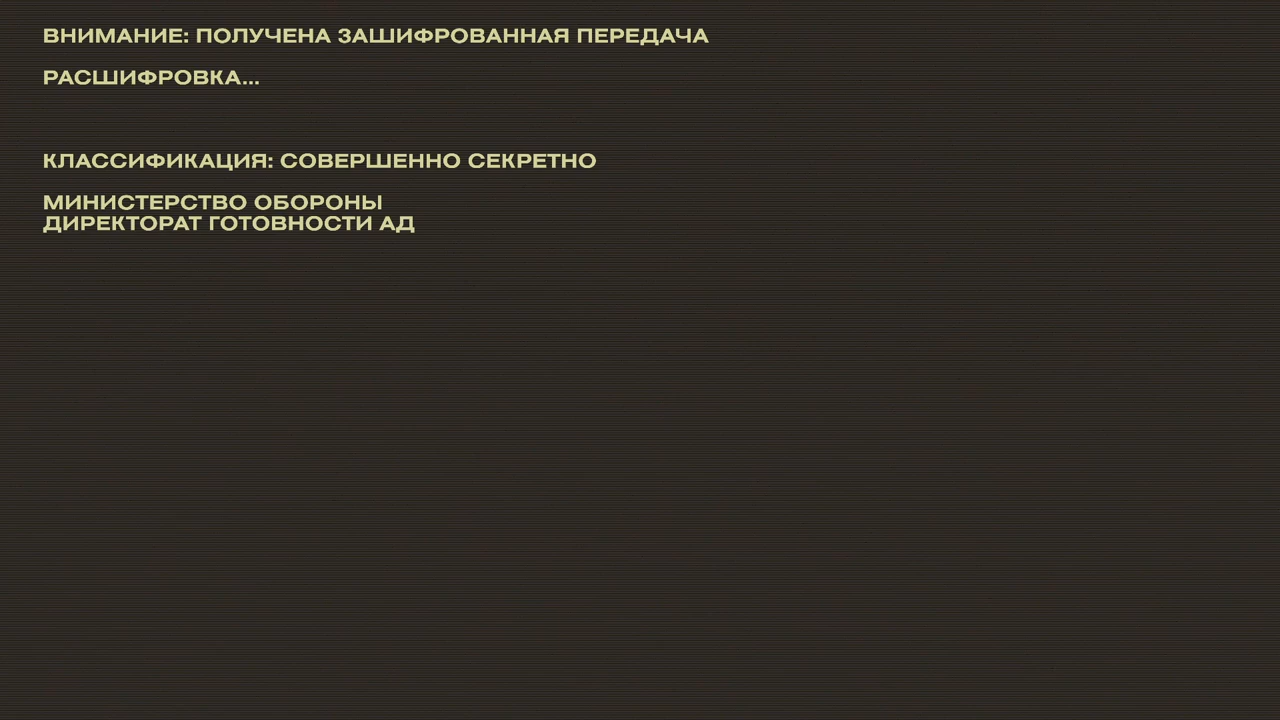 ВНИМАНИЕ: ПОЛУЧЕНА ЗАШИФРОВАННАЯ ПЕРЕДАЧА
РАСШИФРОВКА...
КЛАССИФИКАЦИЯ: СОВЕРШЕННО СЕКРЕТНО
МИНИСТЕРСТВО ОБОРОНЫ
ДИРЕКТОРАТ ГОТОВНОСТИ АД